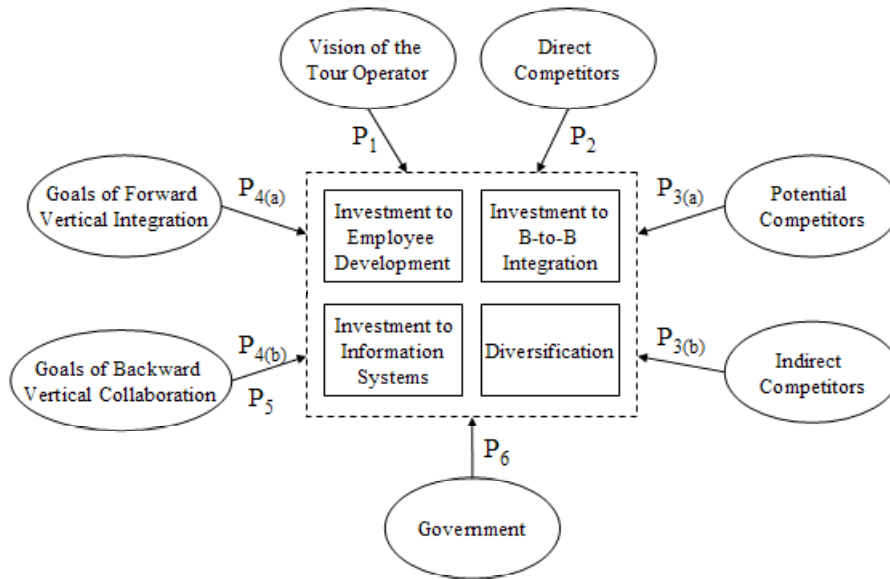 Vision of the
Tour Operator
Direct
Competitors
P1
P2
Goals of Forward
Vertical Integration
P4(a)
Investment to
Employee
Development
Investment to
B-to-B
Integration
P3(a)
Potential
Competitors
Goals of Backward
Vertical Collaboration
P4(b)
P5
Investment to
Information
Systems
Diversification
P3(b)
Indirect
Competitors
P6
Government